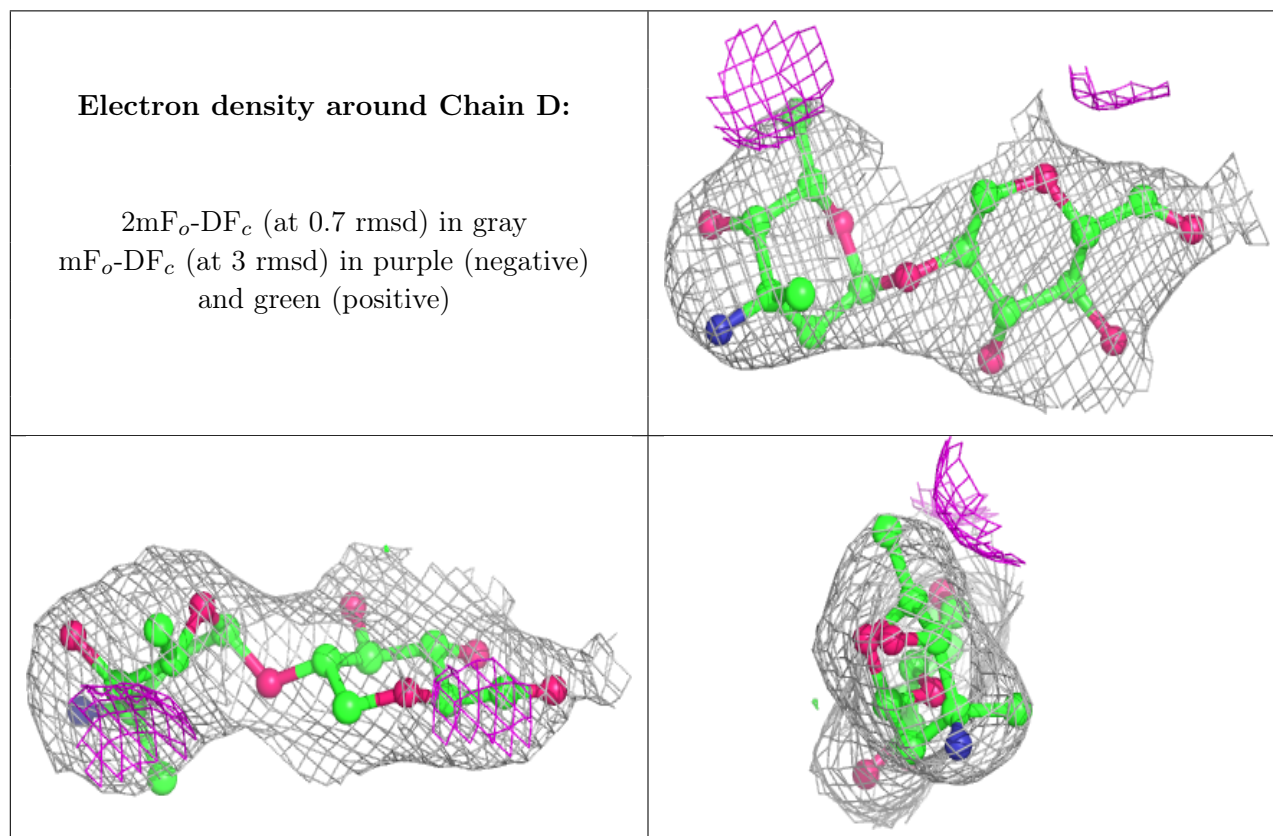 Electron density around Chain D:
2mFₒ-DF𝒸 (at 0.7 rmsd) in gray
mFₒ-DF𝒸 (at 3 rmsd) in purple (negative)
and green (positive)